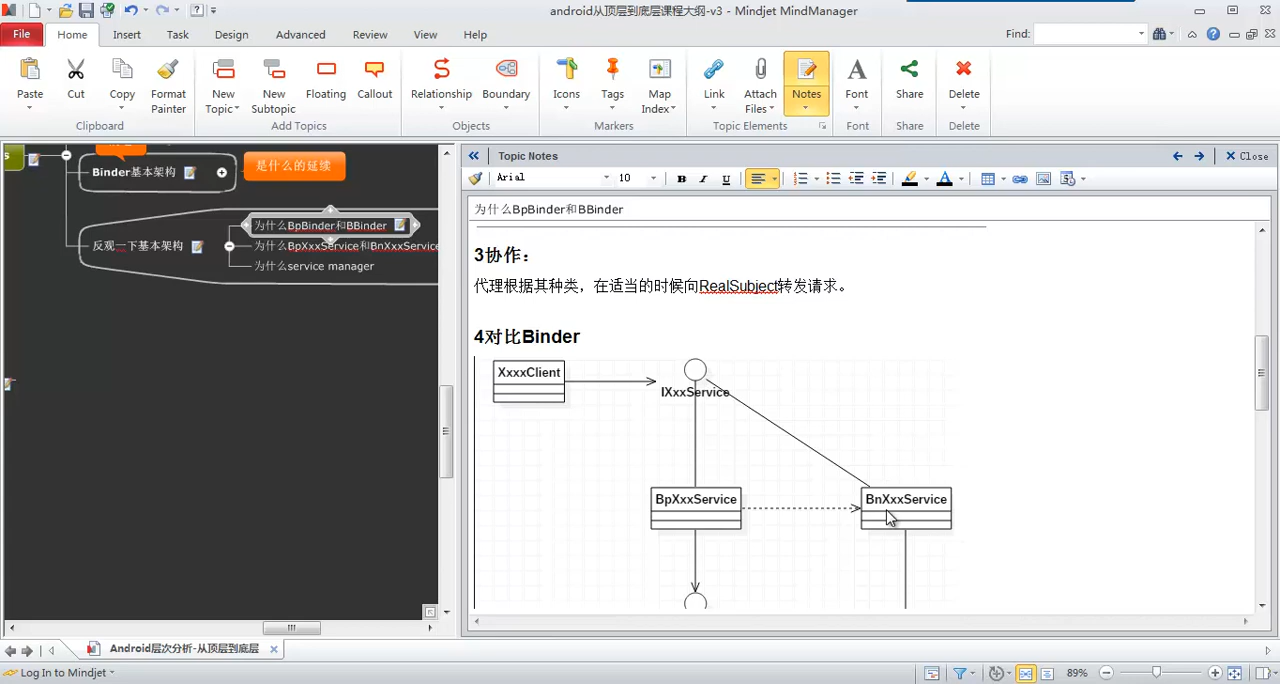 android从顶层到底层课程大纲-v3 - Mindjet MindManager
File Home Insert Task Design Advanced Review View Help Find:
Paste Cut Copy Format Painter New Topic New Subtopic Floating Callout Relationship Boundary Icons Tags Map Index Link Attach Files Notes Font Share Delete
Clipboard Add Topics Objects Markers Topic Elements Font Share Delete
Binder基本架构
是什么的延续
反观一下基本架构
为什么BpBinder和BBinder
为什么BpXxxService和BnXxxService
为什么service manager
Topic Notes Close
Arial 10 B I U
为什么BpBinder和BBinder
3协作：
代理根据其种类，在适当的时候向RealSubject转发请求。
4对比Binder
XxxxClient
IXxxService
BpXxxService
BnXxxService
Android层次分析-从顶层到底层
Log In to Mindjet 89%